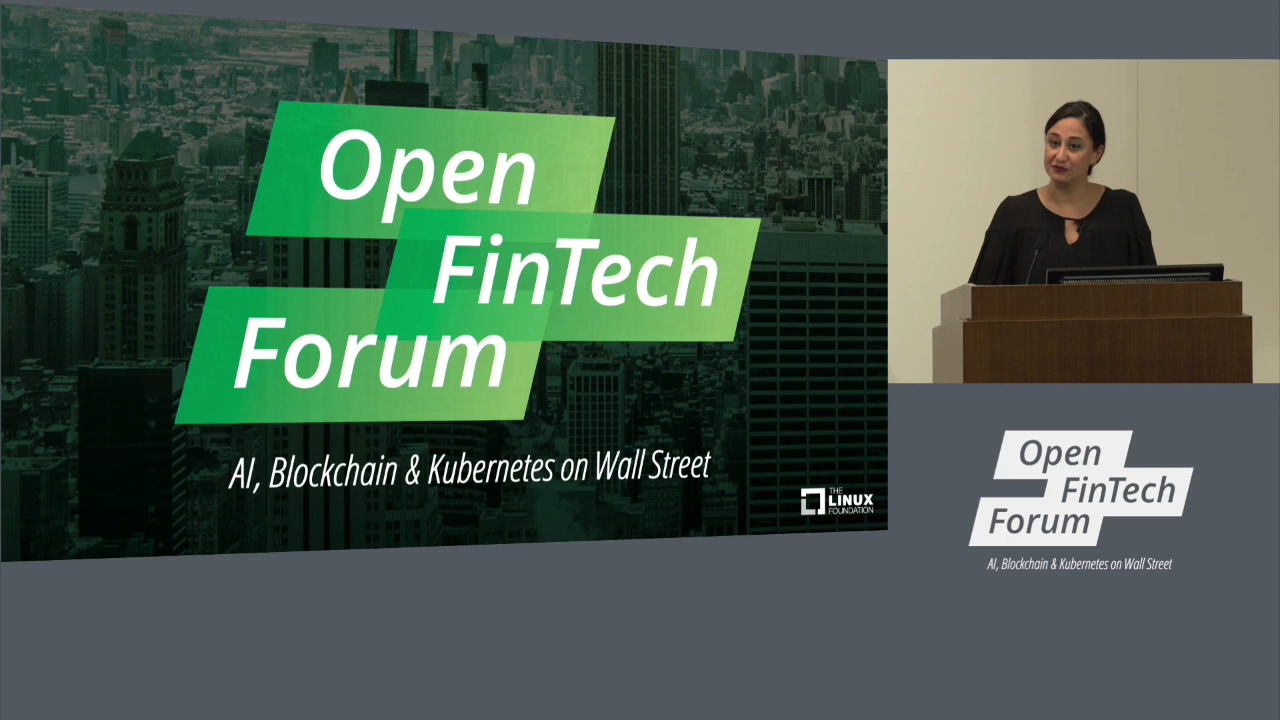 Open
FinTech
Forum
AI, Blockchain & Kubernetes on Wall Street
THE
LINUX
FOUNDATION
Open
FinTech
Forum
AI, Blockchain & Kubernetes on Wall Street